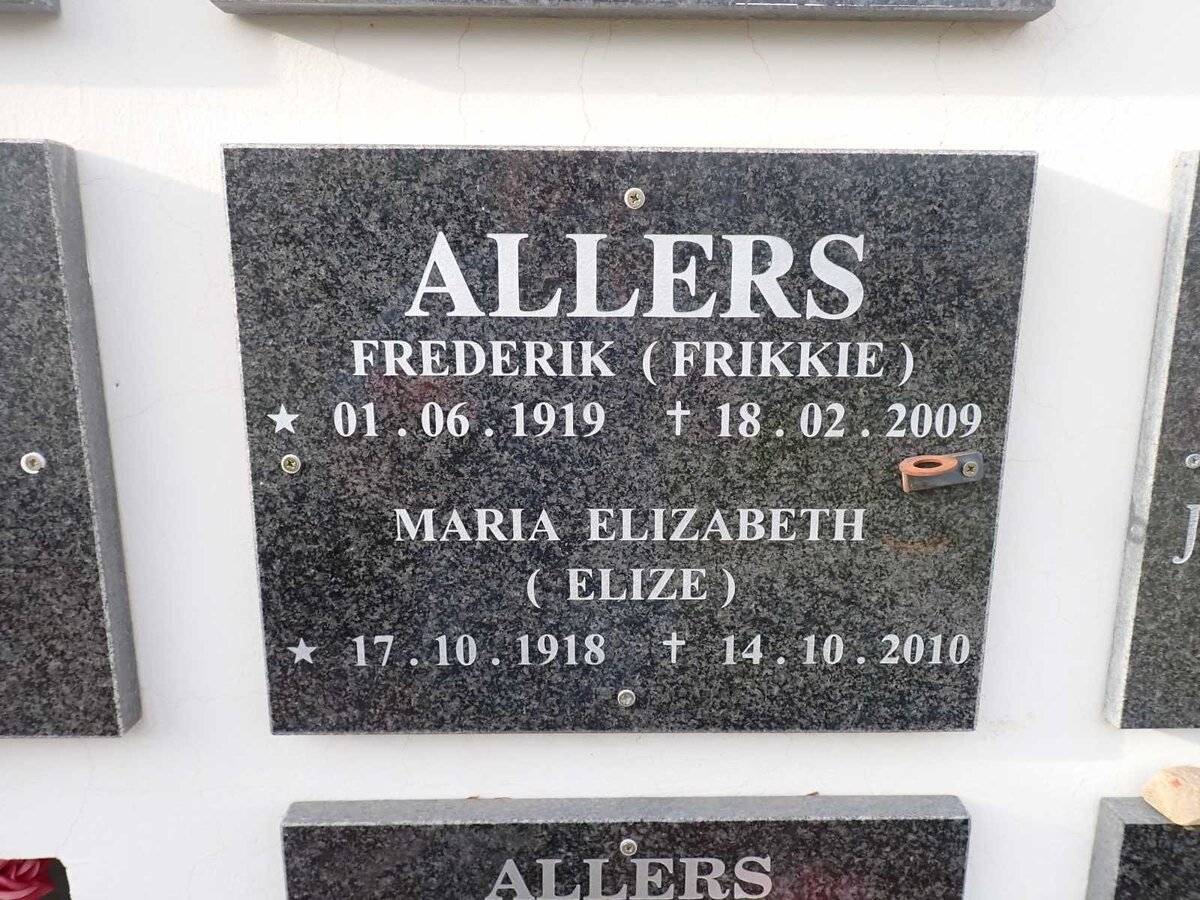 ALLERS
FREDERIK ( FRIKKIE )
★ 01 . 06 . 1919 ✝ 18 . 02 . 2009
MARIA ELIZABETH
( ELIZE )
★ 17 . 10 . 1918 ✝ 14 . 10 . 2010
J
ALLERS